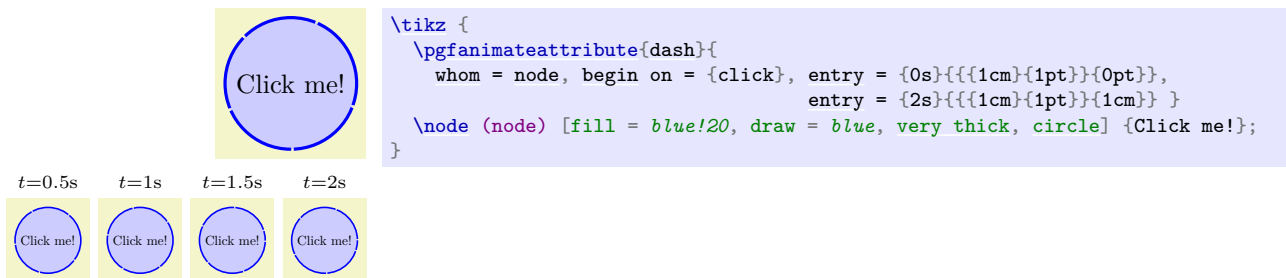 Click me!
\tikz {
\pgfanimateattribute{dash}{
whom = node, begin on = {click}, entry = {0s}{{{1cm}{1pt}}{0pt}},
entry = {2s}{{{1cm}{1pt}}{1cm}} }
\node (node) [fill = blue!20, draw = blue, very thick, circle] {Click me!};
}
t=0.5s t=1s t=1.5s t=2s
Click me! Click me! Click me! Click me!